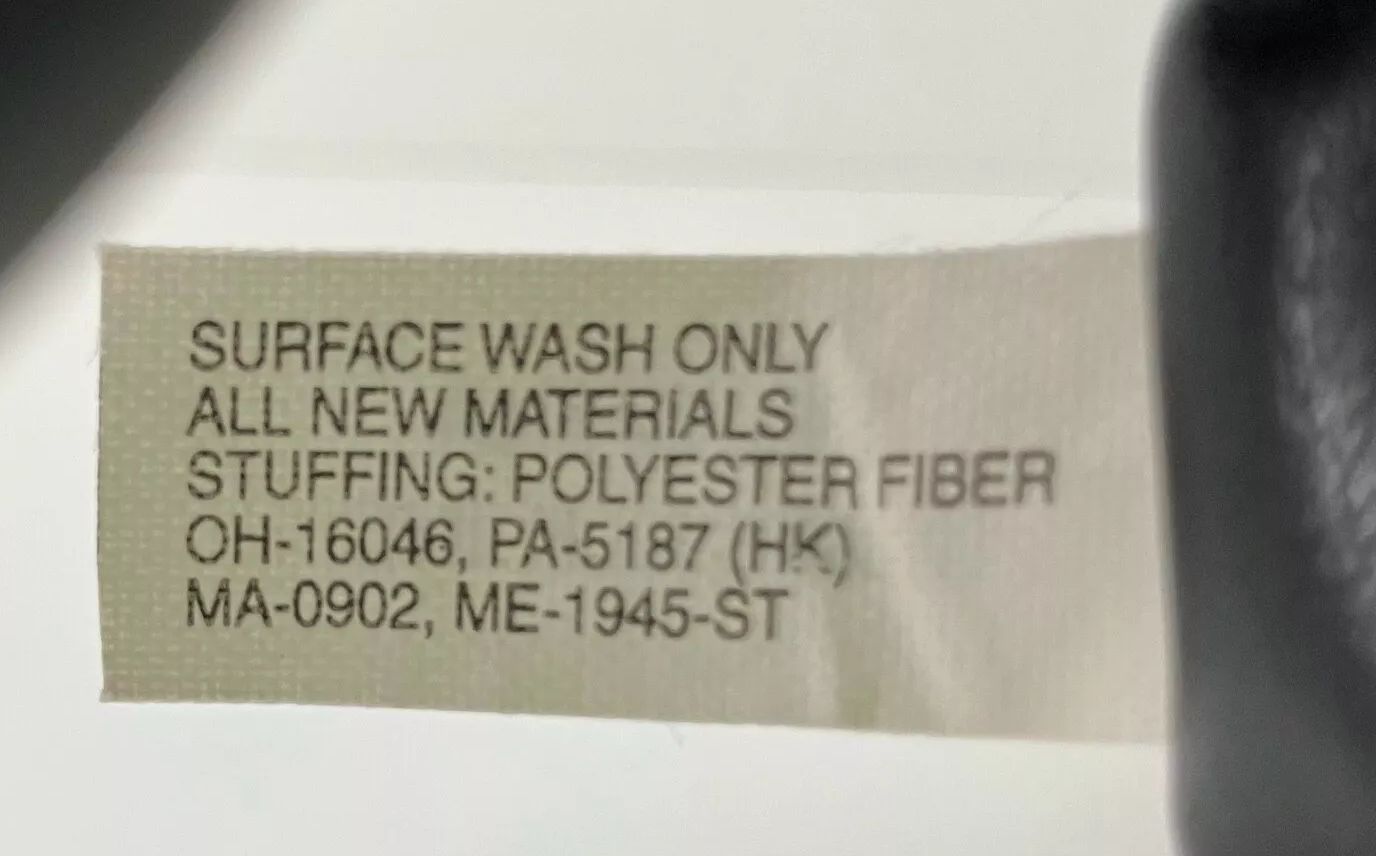 SURFACE WASH ONLY
ALL NEW MATERIALS
STUFFING: POLYESTER FIBER
OH-16046, PA-5187 (HK)
MA-0902, ME-1945-ST